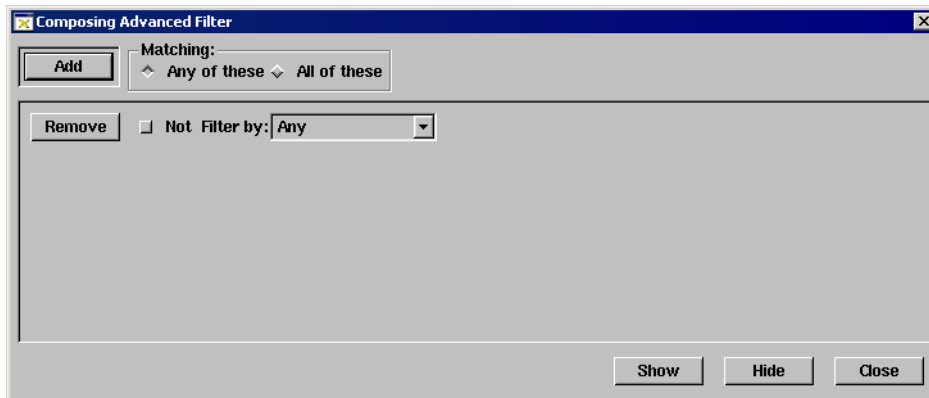 Composing Advanced Filter
Matching:
Add Any of these All of these
Remove Not Filter by: Any
Show Hide Close